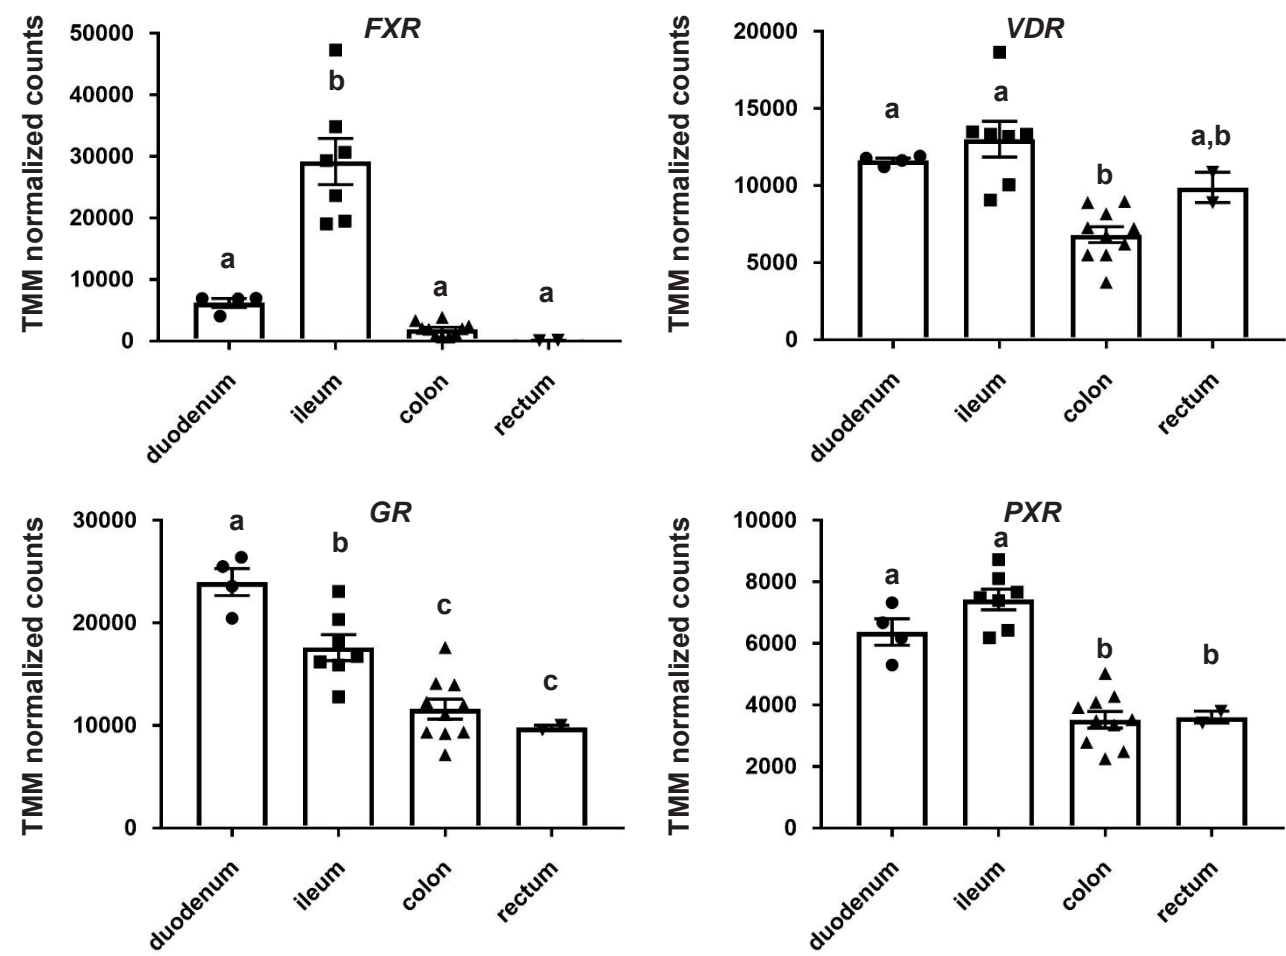 FXR
TMM normalized counts
50000
40000
30000
20000
10000
0
a
b
a
a
duodenum
ileum
colon
rectum
VDR
TMM normalized counts
20000
15000
10000
5000
0
a
a
b
a,b
duodenum
ileum
colon
rectum
GR
TMM normalized counts
30000
20000
10000
0
a
b
c
c
duodenum
ileum
colon
rectum
PXR
TMM normalized counts
10000
8000
6000
4000
2000
0
a
a
b
b
duodenum
ileum
colon
rectum